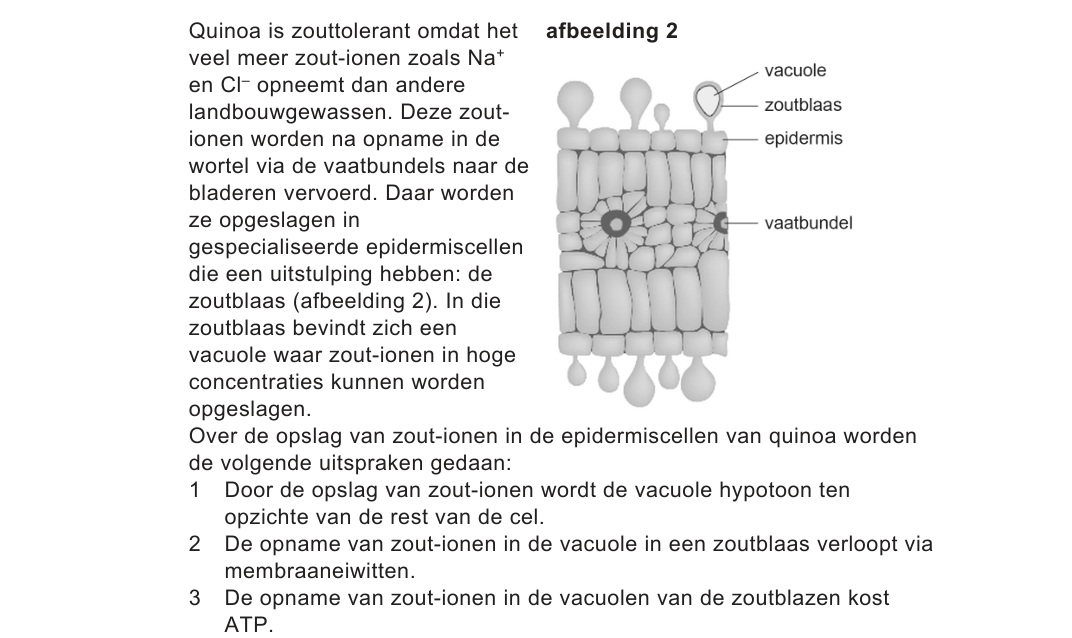 Quinoa is zouttolerant omdat het
veel meer zout-ionen zoals Na⁺
en Cl⁻ opneemt dan andere
landbouwgewassen. Deze zout-
ionen worden na opname in de
wortel via de vaatbundels naar de
bladeren vervoerd. Daar worden
ze opgeslagen in
gespecialiseerde epidermiscellen
die een uitstulping hebben: de
zoutblaas (afbeelding 2). In die
zoutblaas bevindt zich een
vacuole waar zout-ionen in hoge
concentraties kunnen worden
opgeslagen.
afbeelding 2
vacuole
zoutblaas
epidermis
vaatbundel
Over de opslag van zout-ionen in de epidermiscellen van quinoa worden
de volgende uitspraken gedaan:
1 Door de opslag van zout-ionen wordt de vacuole hypotoon ten
opzichte van de rest van de cel.
2 De opname van zout-ionen in de vacuole in een zoutblaas verloopt via
membraaneiwitten.
3 De opname van zout-ionen in de vacuolen van de zoutblazen kost
ATP.